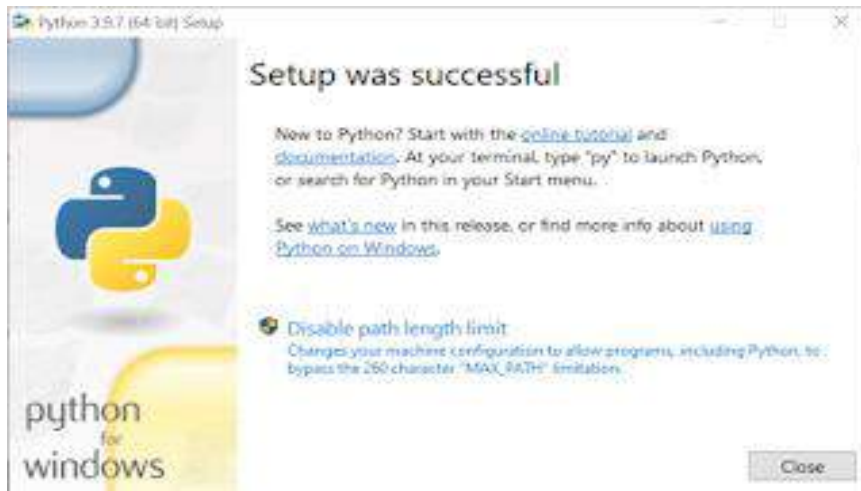 Python 3.9.7 (64-bit) Setup
Setup was successful
New to Python? Start with the online tutorial and
documentation. At your terminal, type "py" to launch Python,
or search for Python in your Start menu.
See what's new in this release, or find more info about using
Python on Windows.
Disable path length limit
Changes your machine configuration to allow programs, including Python, to
bypass the 260 character "MAX_PATH" limitation.
python
for
windows
Close